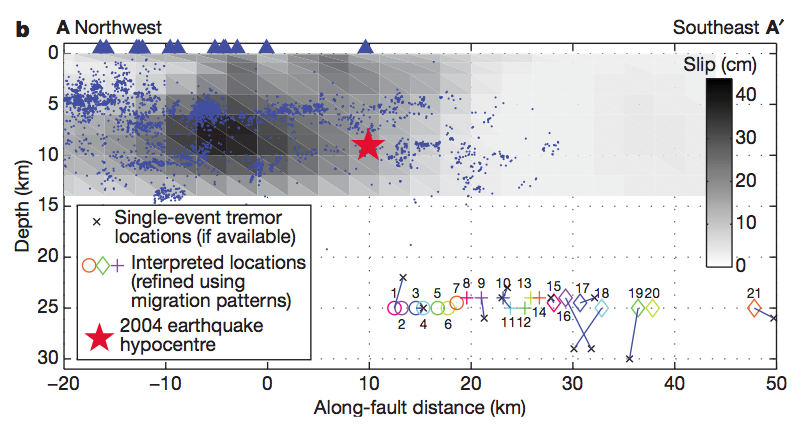 b A Northwest Southeast A′
Slip (cm)
40
30
20
10
0
0
5
10
15
20
25
30
Depth (km)
× Single-event tremor
locations (if available)
Interpreted locations
(refined using
migration patterns)
2004 earthquake
hypocentre
1 3 5 7 8 9 10 13 15 17 18 19 20 21
2 4 6 11 12 14 16
−20 −10 0 10 20 30 40 50
Along-fault distance (km)